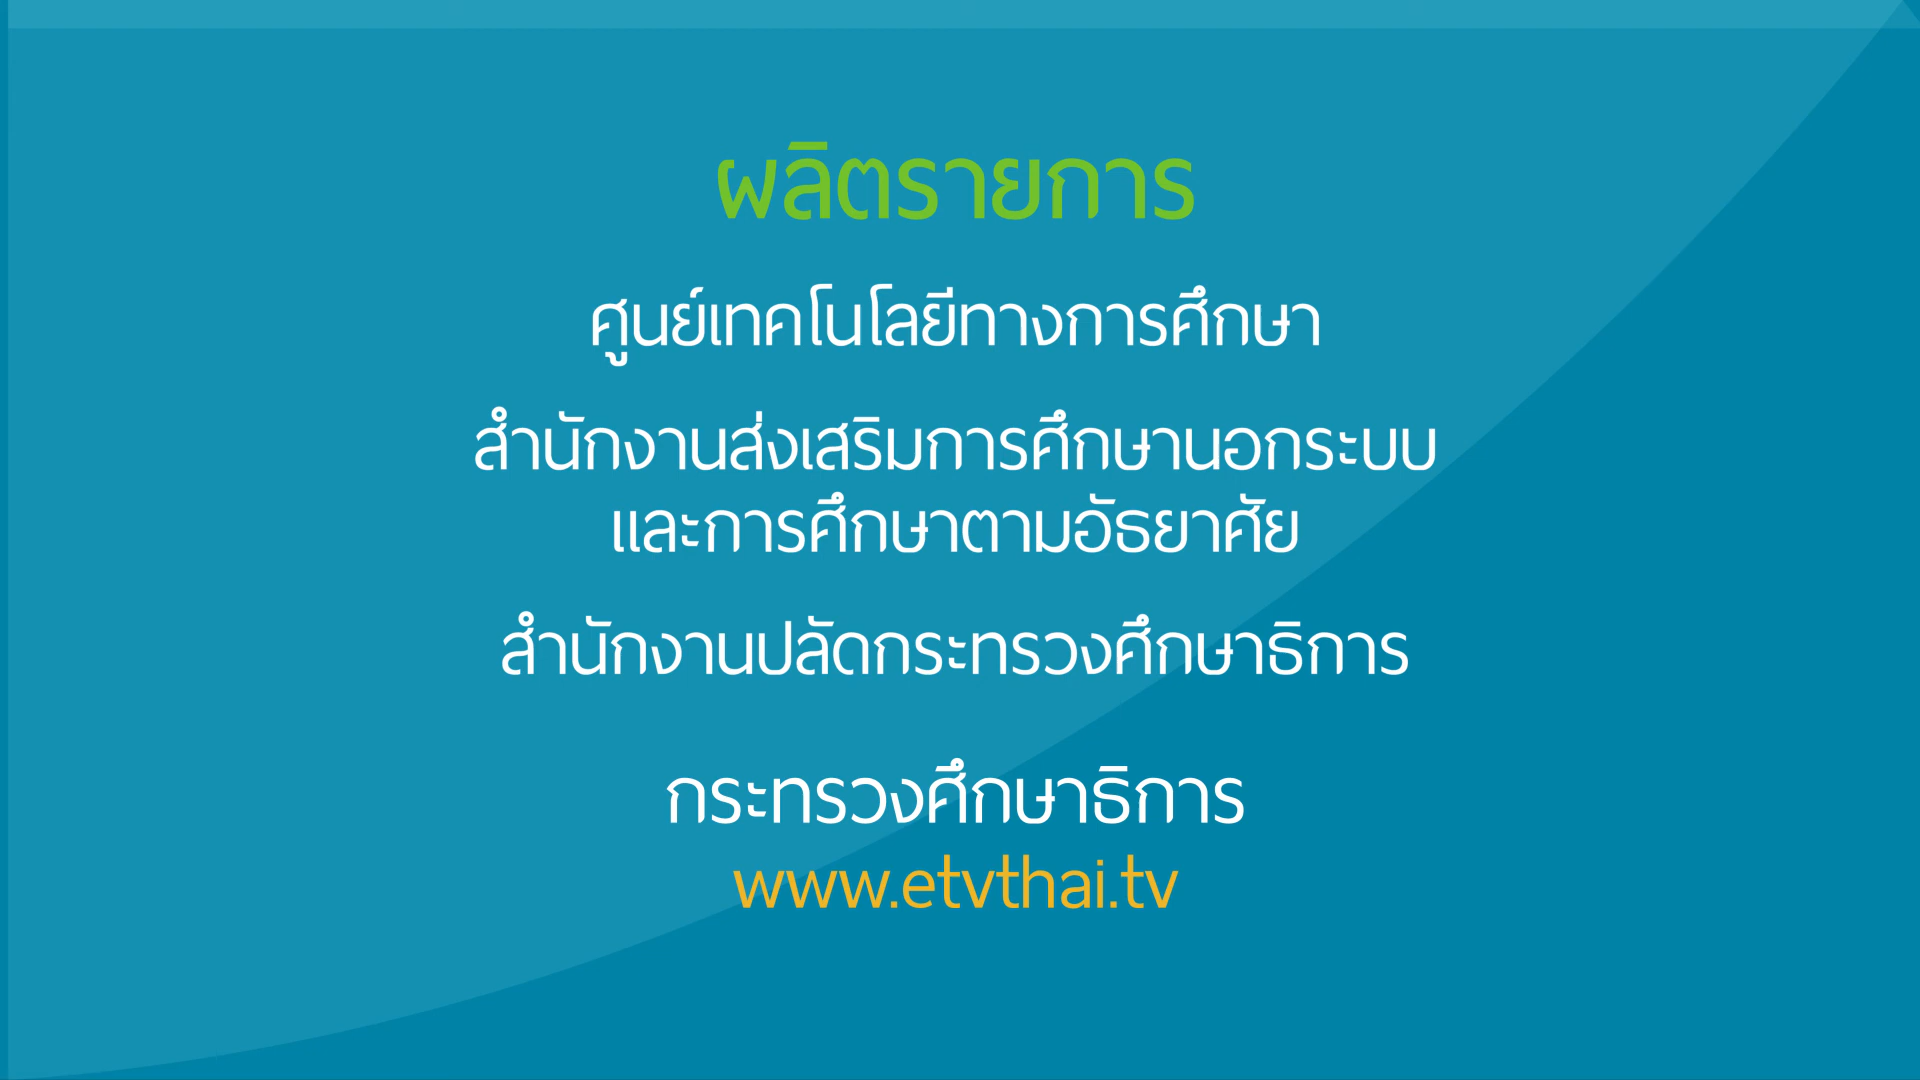 ผลิตรายการ
ศูนย์เทคโนโลยีทางการศึกษา
สำนักงานส่งเสริมการศึกษานอกระบบ
และการศึกษาตามอัธยาศัย
สำนักงานปลัดกระทรวงศึกษาธิการ
กระทรวงศึกษาธิการ
www.etvthai.tv